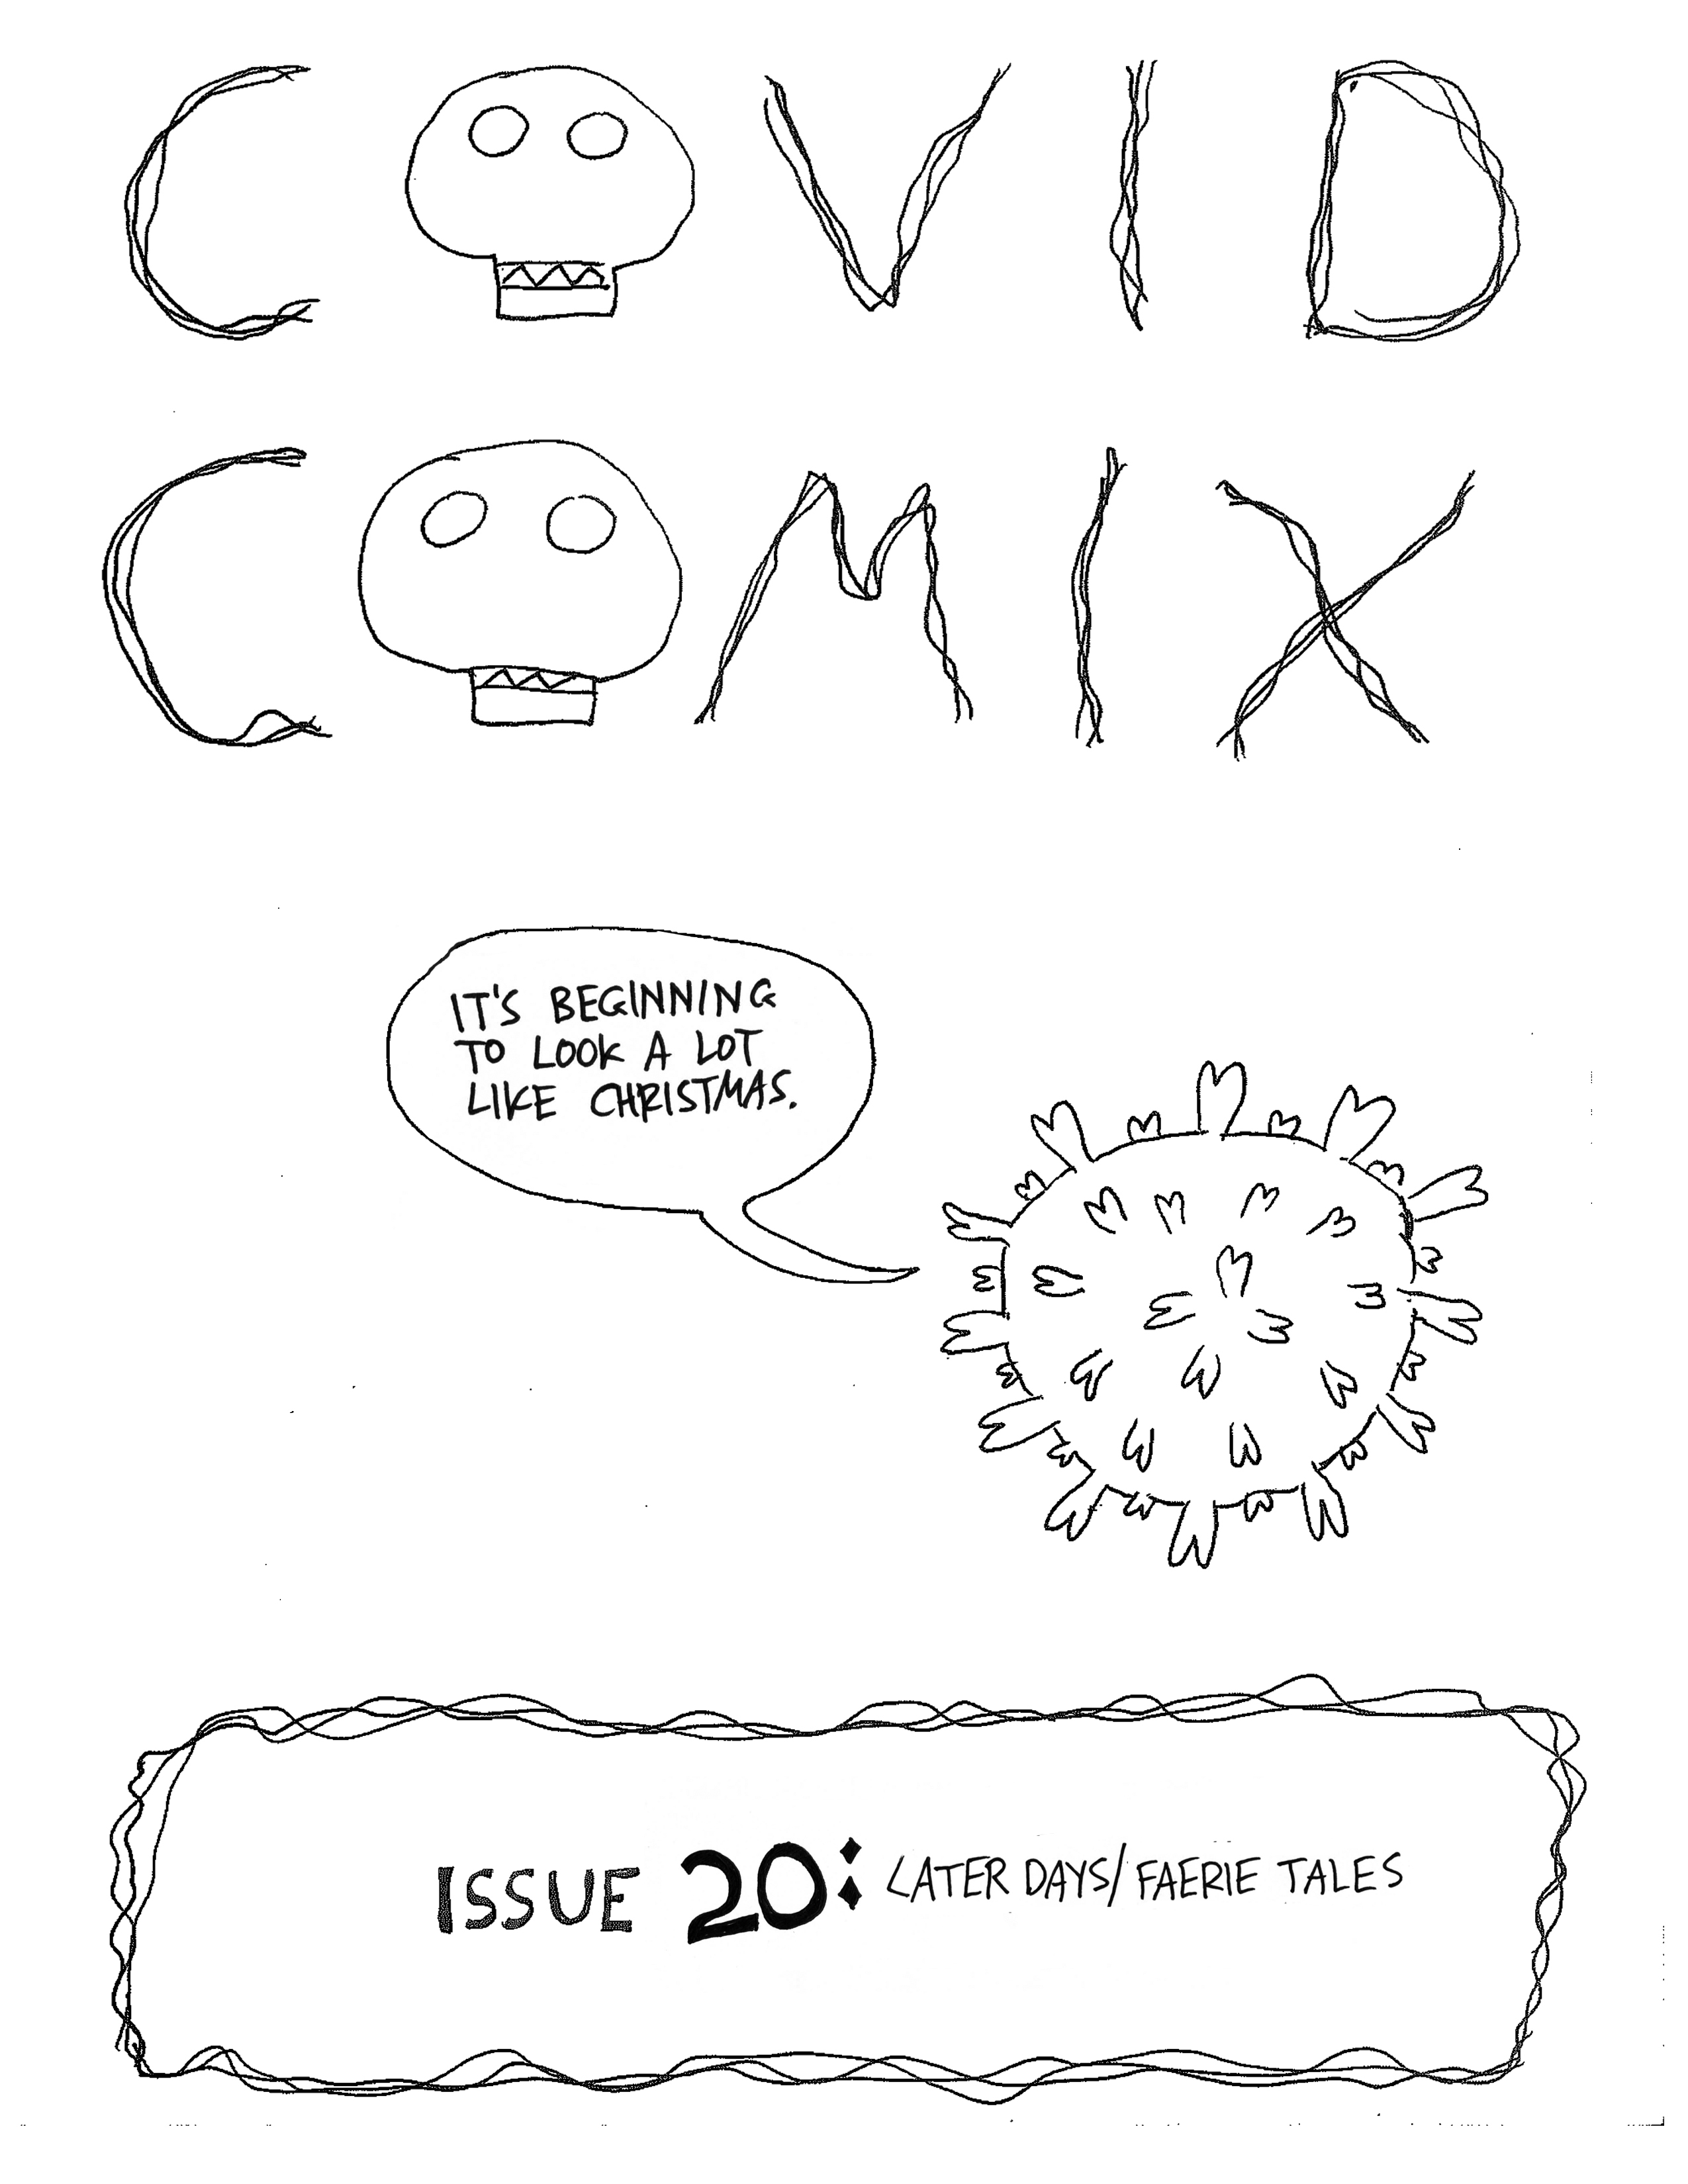 COVID
COMIX
IT'S BEGINNING
TO LOOK A LOT
LIKE CHRISTMAS.
ISSUE 20: LATER DAYS/FAERIE TALES